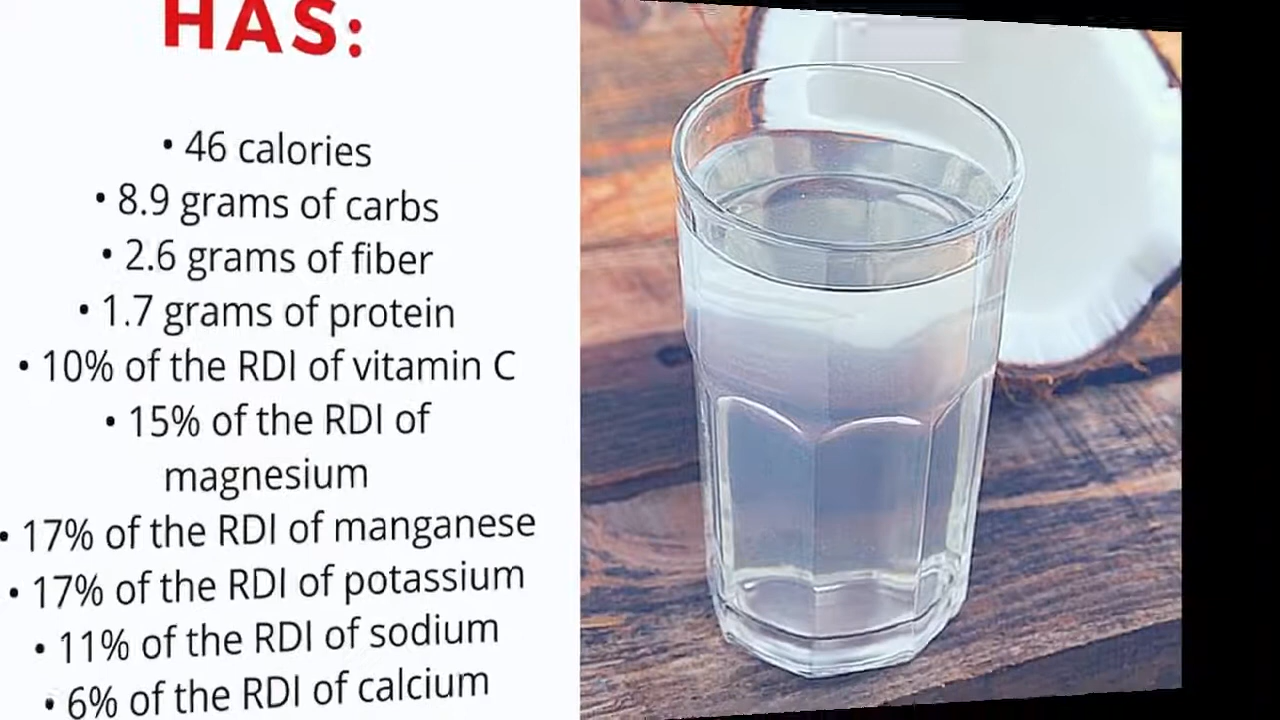 HAS:
• 46 calories
• 8.9 grams of carbs
• 2.6 grams of fiber
• 1.7 grams of protein
• 10% of the RDI of vitamin C
• 15% of the RDI of
magnesium
• 17% of the RDI of manganese
• 17% of the RDI of potassium
• 11% of the RDI of sodium
• 6% of the RDI of calcium